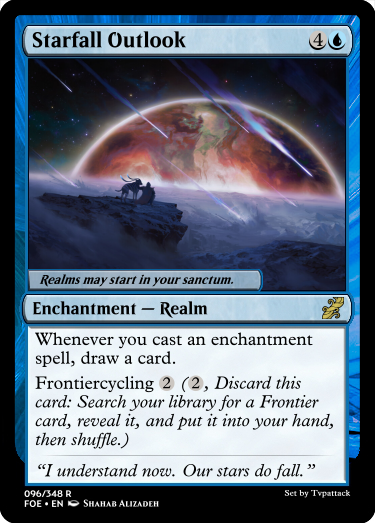 Starfall Outlook 4
Realms may start in your sanctum.
Enchantment — Realm
Whenever you cast an enchantment
spell, draw a card.
Frontiercycling 2 (2, Discard this
card: Search your library for a Frontier
card, reveal it, and put it into your hand,
then shuffle.)
“I understand now. Our stars do fall.”
096/348 R
Set by Tvpattack
FOE • EN Shahab Alizadeh